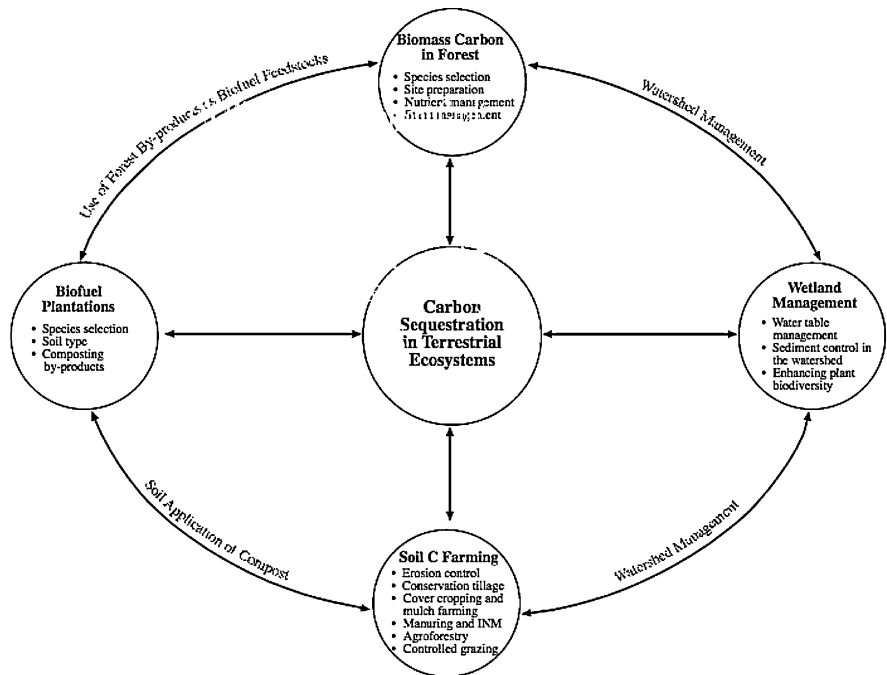 Biomass Carbon
in Forest
• Species selection
• Site preparation
• Nutrient management
Use of Forest By-products as Biofuel Feedstocks
Watershed Management
Biofuel
Plantations
• Species selection
• Soil type
• Composting
by-products
Carbon
Sequestration
in Terrestrial
Ecosystems
Wetland
Management
• Water table
management
• Sediment control in
the watershed
• Enhancing plant
biodiversity
Soil Application of Compost
Watershed Management
Soil C Farming
• Erosion control
• Conservation tillage
• Cover cropping and
mulch farming
• Manuring and INM
• Agroforestry
• Controlled grazing